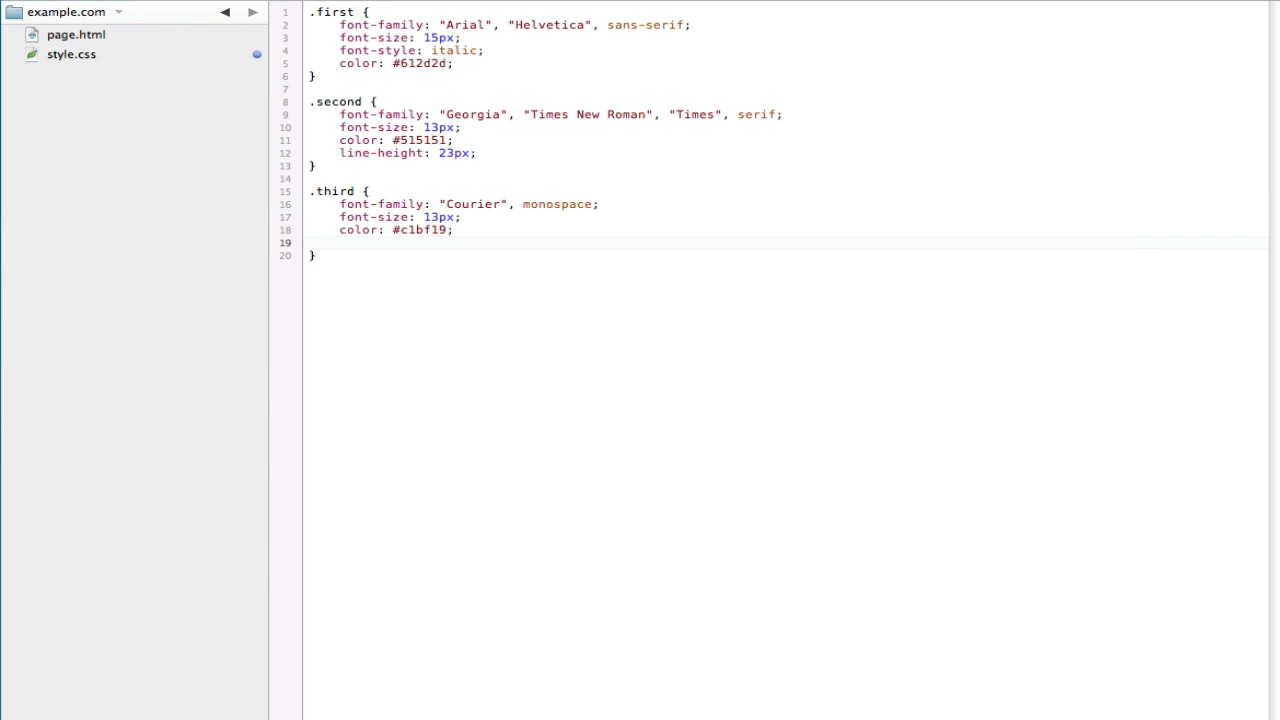 example.com
page.html
style.css
1 .first {
2 font-family: "Arial", "Helvetica", sans-serif;
3 font-size: 15px;
4 font-style: italic;
5 color: #612d2d;
6 }
7
8 .second {
9 font-family: "Georgia", "Times New Roman", "Times", serif;
10 font-size: 13px;
11 color: #515151;
12 line-height: 23px;
13 }
14
15 .third {
16 font-family: "Courier", monospace;
17 font-size: 13px;
18 color: #c1bf19;
19
20 }